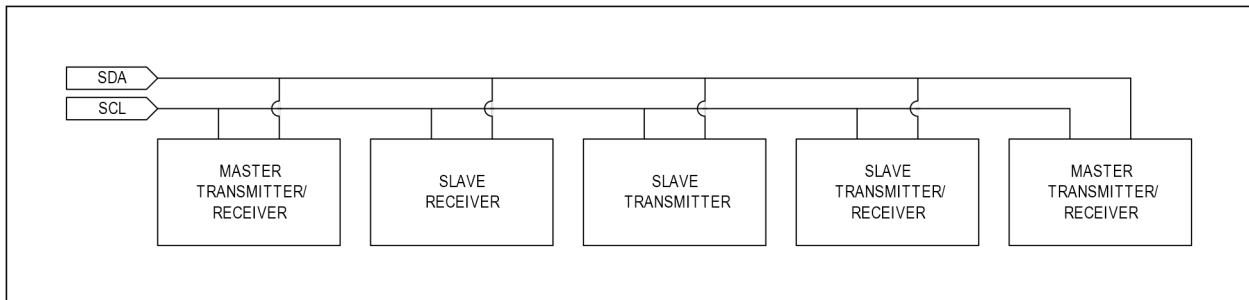 SDA
SCL
MASTER
TRANSMITTER/
RECEIVER
SLAVE
RECEIVER
SLAVE
TRANSMITTER
SLAVE
TRANSMITTER/
RECEIVER
MASTER
TRANSMITTER/
RECEIVER